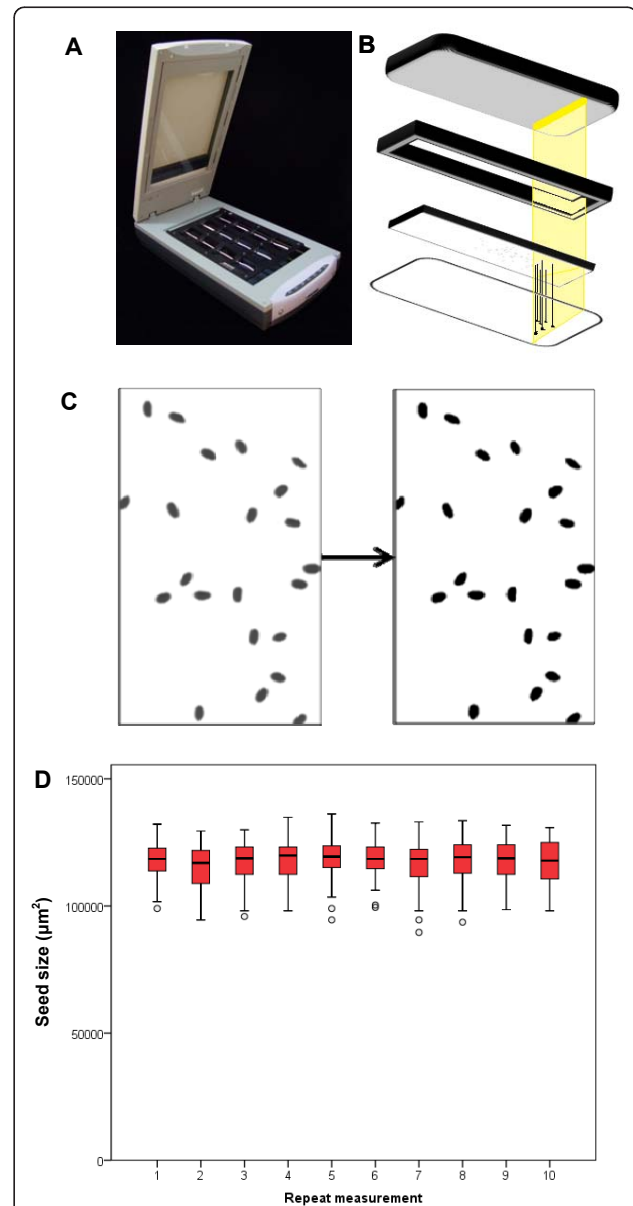 A
B
C
D
150000
100000
50000
0
Seed size (µm²)
1 2 3 4 5 6 7 8 9 10
Repeat measurement